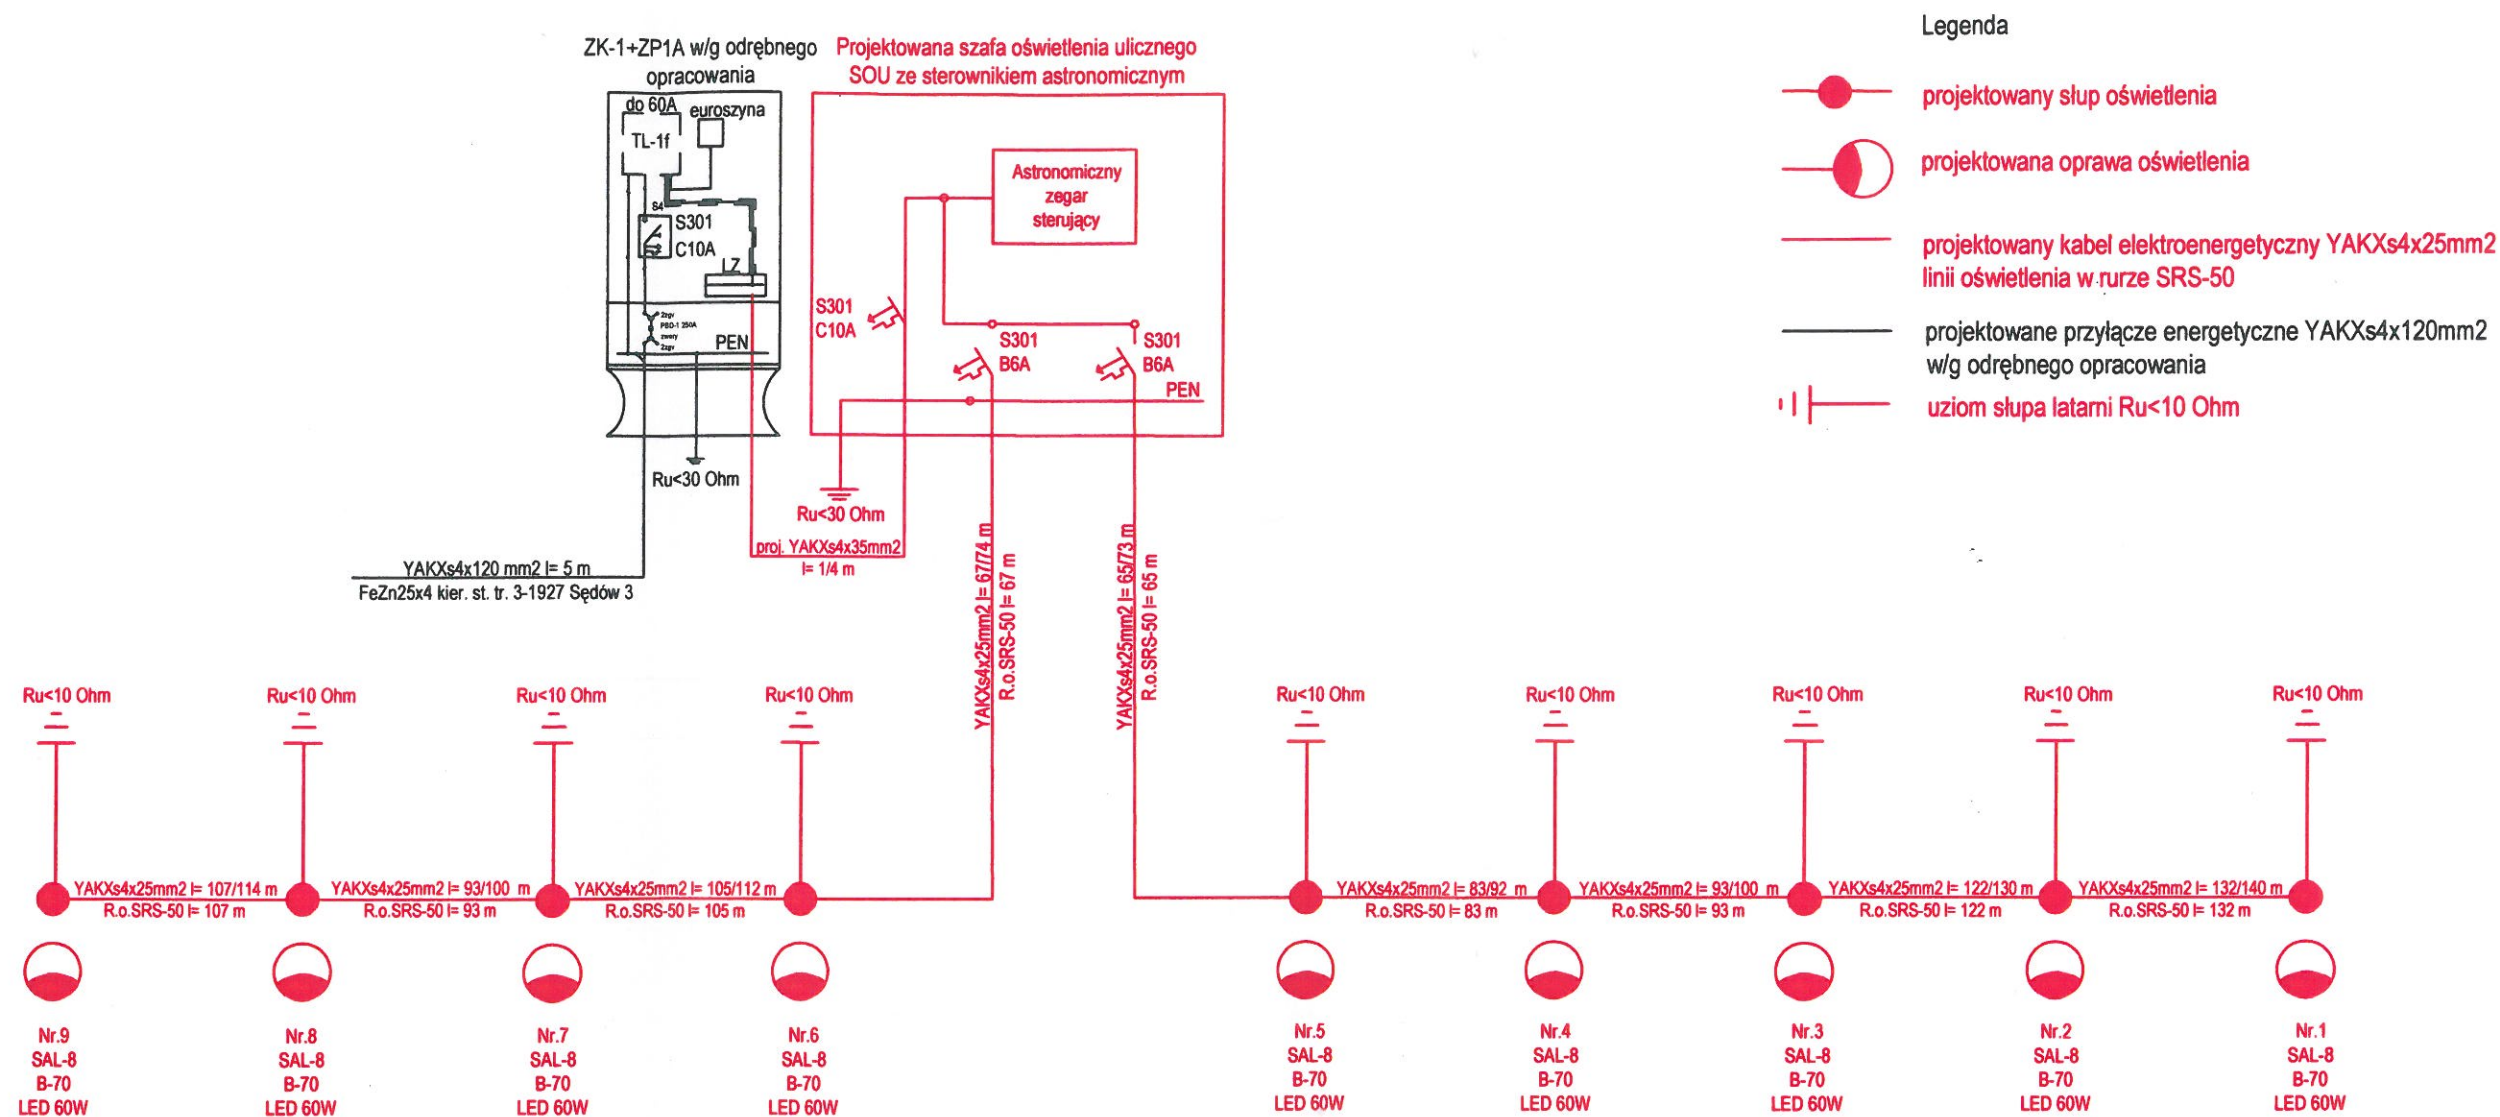 ZK-1+ZP1A w/g odrębnego
opracowania
do 60A
euroszyna
TL-1f
S4
S301
C10A
LZ
2zgv
PBD-1 250A
zwory
2zgv
PEN
Ru<30 Ohm
YAKXs4x120 mm2 l= 5 m
FeZn25x4 kier. st. tr. 3-1927 Sędów 3
Projektowana szafa oświetlenia ulicznego
SOU ze sterownikiem astronomicznym
Astronomiczny
zegar
sterujący
S301
C10A
S301
B6A
S301
B6A
PEN
Ru<30 Ohm
proj. YAKXs4x35mm2
l= 1/4 m
YAKXs4x25mm2 l= 67/74 m
R.o.SRS-50 l= 67 m
YAKXs4x25mm2 l= 65/73 m
R.o.SRS-50 l= 65 m
Legenda
projektowany słup oświetlenia
projektowana oprawa oświetlenia
projektowany kabel elektroenergetyczny YAKXs4x25mm2
linii oświetlenia w rurze SRS-50
projektowane przyłącze energetyczne YAKXs4x120mm2
w/g odrębnego opracowania
uziom słupa latarni Ru<10 Ohm
Ru<10 Ohm
Ru<10 Ohm
Ru<10 Ohm
Ru<10 Ohm
Ru<10 Ohm
Ru<10 Ohm
Ru<10 Ohm
Ru<10 Ohm
Ru<10 Ohm
YAKXs4x25mm2 l= 107/114 m
R.o.SRS-50 l= 107 m
YAKXs4x25mm2 l= 93/100 m
R.o.SRS-50 l= 93 m
YAKXs4x25mm2 l= 105/112 m
R.o.SRS-50 l= 105 m
YAKXs4x25mm2 l= 83/92 m
R.o.SRS-50 l= 83 m
YAKXs4x25mm2 l= 93/100 m
R.o.SRS-50 l= 93 m
YAKXs4x25mm2 l= 122/130 m
R.o.SRS-50 l= 122 m
YAKXs4x25mm2 l= 132/140 m
R.o.SRS-50 l= 132 m
Nr.9
SAL-8
B-70
LED 60W
Nr.8
SAL-8
B-70
LED 60W
Nr.7
SAL-8
B-70
LED 60W
Nr.6
SAL-8
B-70
LED 60W
Nr.5
SAL-8
B-70
LED 60W
Nr.4
SAL-8
B-70
LED 60W
Nr.3
SAL-8
B-70
LED 60W
Nr.2
SAL-8
B-70
LED 60W
Nr.1
SAL-8
B-70
LED 60W